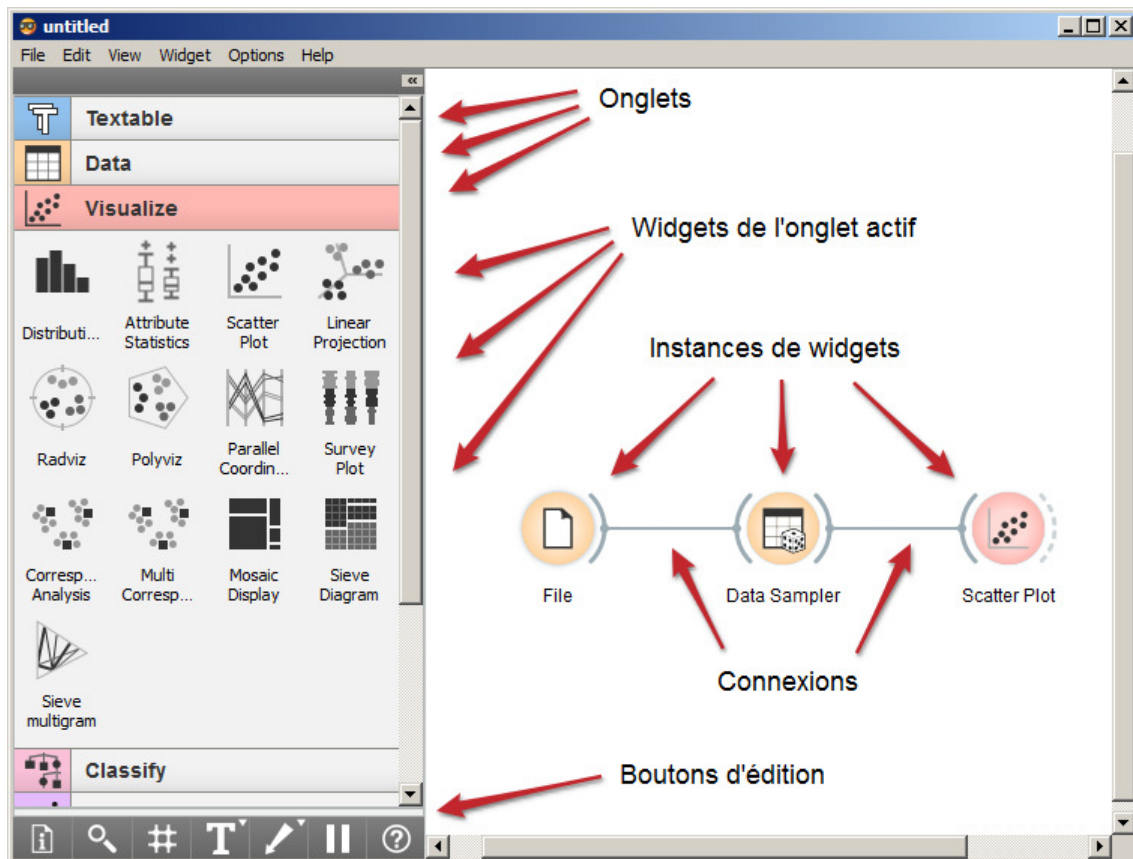 untitled
File Edit View Widget Options Help
Textable
Data
Visualize
Distributi...
Attribute
Statistics
Scatter
Plot
Linear
Projection
Radviz
Polyviz
Parallel
Coordin...
Survey
Plot
Corresp...
Analysis
Multi
Corresp...
Mosaic
Display
Sieve
Diagram
Sieve
multigram
Classify
Onglets
Widgets de l'onglet actif
Instances de widgets
File
Data Sampler
Scatter Plot
Connexions
Boutons d'édition